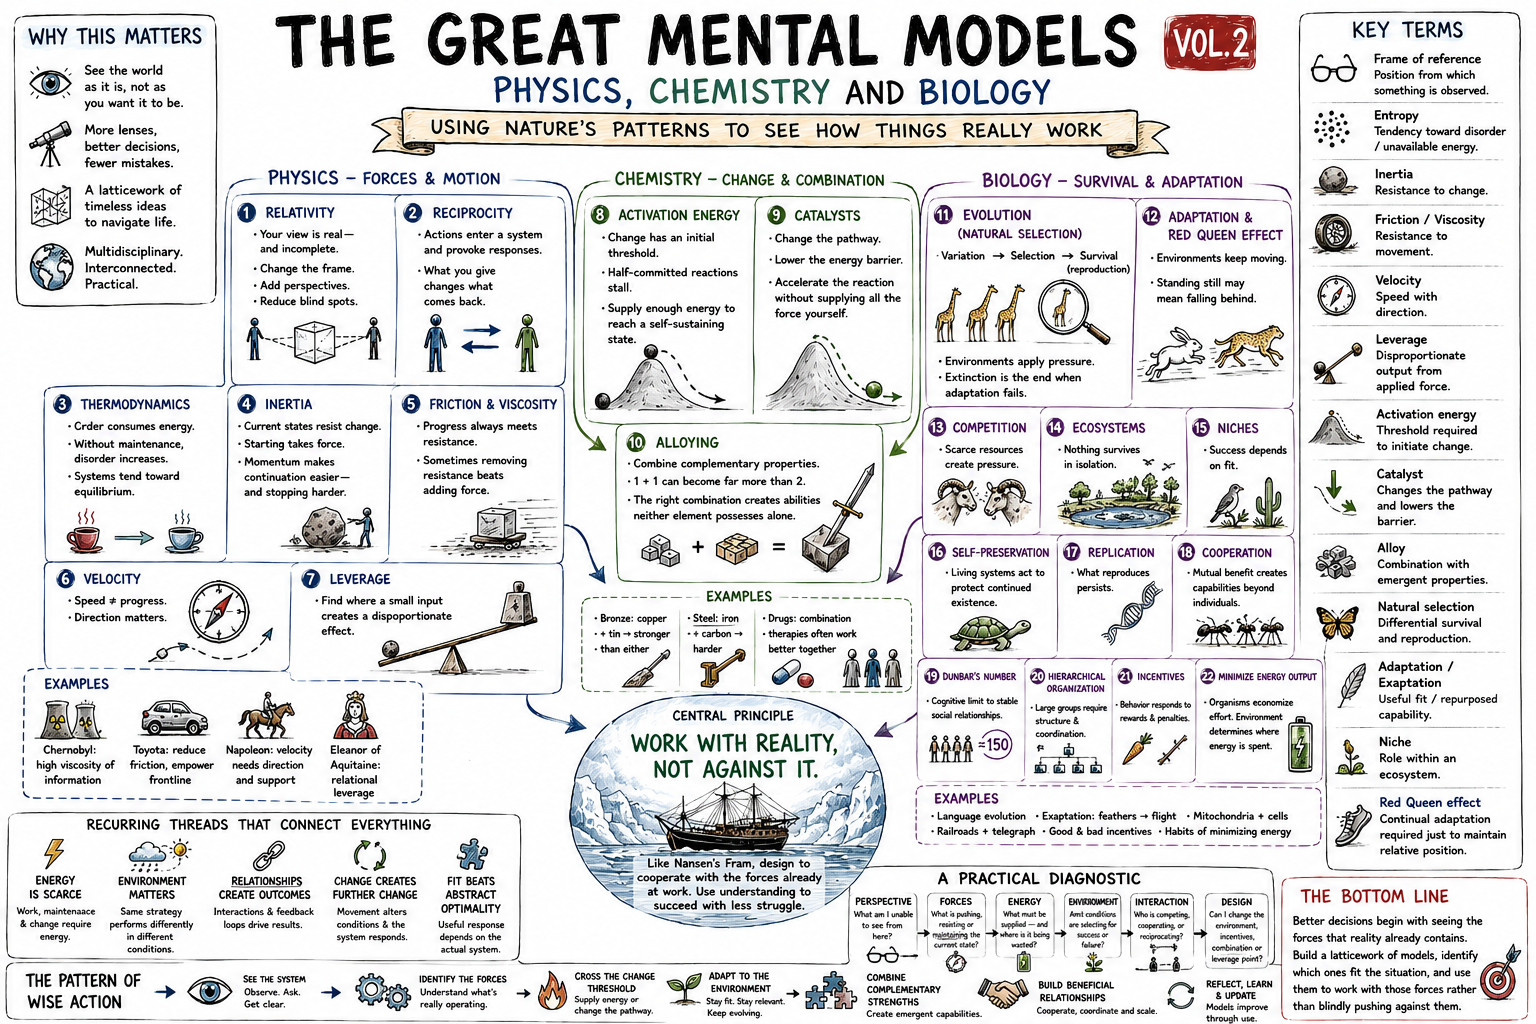 THE GREAT MENTAL MODELS
VOL.2
PHYSICS, CHEMISTRY AND BIOLOGY
USING NATURE'S PATTERNS TO SEE HOW THINGS REALLY WORK
WHY THIS MATTERS
See the world
as it is, not as
you want it to be.
More lenses,
better decisions,
fewer mistakes.
A latticework of
timeless ideas
to navigate life.
Multidisciplinary.
Interconnected.
Practical.
PHYSICS – FORCES & MOTION
1 RELATIVITY
• Your view is real—
and incomplete.
• Change the frame.
• Add perspectives.
• Reduce blind spots.
2 RECIPROCITY
• Actions enter a system
and provoke responses.
• What you give
changes what
comes back.
3 THERMODYNAMICS
• Crder consumes energy.
• Without maintenance,
disorder increases.
• Systems tend toward
equilibrium.
4 INERTIA
• Current states resist change.
• Starting takes force.
• Momentum makes
continuation easier—
and stopping harder.
5 FRICTION & VISCOSITY
• Progress always meets
resistance.
• Sometimes removing
resistance beats
adding force.
6 VELOCITY
• Speed ≠ progress.
• Direction matters.
7 LEVERAGE
• Find where a small input
creates a dispoportionate
effect.
EXAMPLES
Chernobyl:
high viscosity of
information
Toyota: reduce
friction, empower
frontline
Napoleon: velocity
needs direction
and support
Eleanor of
Aquitaine:
relational
leverage
CHEMISTRY – CHANGE & COMBINATION
8 ACTIVATION ENERGY
• Change has an initial
threshold.
• Half-committed reactions
stall.
• Supply enough energy to
reach a self-sustaining
state.
9 CATALYSTS
• Change the pathway.
• Lower the energy barrier.
• Accelerate the reaction
without supplying all the
force yourself.
10 ALLOYING
• Combine complementary properties.
• 1 + 1 can become far more than 2.
• The right combination creates abilities
neither element possesses alone.
+ =
EXAMPLES
• Bronze: copper
• + tin → stronger
• than either
• Steel: iron
• + carbon →
harder
• Drugs: combination
therapies often work
better together
BIOLOGY – SURVIVAL & ADAPTATION
11 EVOLUTION
(NATURAL SELECTION)
• Variation → Selection → Survival
(reproduction)
• Environments apply pressure.
• Extinction is the end when
adaptation fails.
12 ADAPTATION &
RED QUEEN EFFECT
• Environments keep moving.
• Standing still may
mean falling behind.
13 COMPETITION
• Scarce resources
create pressure.
14 ECOSYSTEMS
• Nothing survives
in isolation.
15 NICHES
• Success depends
on fit.
16 SELF-PRESERVATION
• Living systems act to
protect continued
existence.
17 REPLICATION
• What reproduces
persists.
18 COOPERATION
• Mutual benefit creates
capabilities beyond
individuals.
19 DUNBAR'S NUMBER
• Cognitive limit to stable
social relationships.
≈150
20 HIERARCHICAL
ORGANIZATION
• Large groups require
structure &
coordination.
21 INCENTIVES
• Behavior responds to
rewards & penalties.
22 MINIMIZE ENERGY OUTPUT
• Organisms economize
effort. Environment
determines where
energy is spent.
EXAMPLES
• Language evolution • Exaptation: feathers → flight • Mitochondria + cells
• Railroads + telegraph • Good & bad incentives • Habits of minimizing energy
KEY TERMS
Frame of reference
Position from which
something is observed.
Entropy
Tendency toward disorder
/ unavailable energy.
Inertia
Resistance to change.
Friction / Viscosity
Resistance to
movement.
Velocity
Speed with
direction.
Leverage
Disproportionate
output from
applied force.
Activation energy
Threshold required
to initiate change.
Catalyst
Changes the pathway
and lowers the
barrier.
Alloy
Combination with
emergent properties.
Natural selection
Differential survival
and reproduction.
Adaptation /
Exaptation
Useful fit / repurposed
capability.
Niche
Role within an
ecosystem.
Red Queen effect
Continual adaptation
required just to maintain
relative position.
CENTRAL PRINCIPLE
WORK WITH REALITY,
NOT AGAINST IT.
Like Nansen's Fram, design to
cooperate with the forces already
at work. Use understanding to
succeed with less struggle.
RECURRING THREADS THAT CONNECT EVERYTHING
ENERGY
IS SCARCE
Work, maintenaace
& change require
energy.
ENVIRONMENT
MATTERS
Same strategy
performs differently
in different
conditions.
RELATIONSHIPS
CREATE OUTCOMES
Interactions & feedback
loops drive results.
CHANGE CREATES
FURTHER CHANGE
Movement alters
conditions & the
system responds.
FIT BEATS
ABSTRACT
OPTIMALITY
Useful response
depends on the
actual system.
A PRACTICAL DIAGNOSTIC
PERSPECTIVE
What am I unable
to see from
here?
FORCES
What is pushing,
resisting or
maintaining the
current state?
ENERGY
What must be
supplied — and
where is it being
wasted?
conditions
are selecting for
success or
failure?
INTERACTION
Who is competing,
cooperating, or
reciprocating?
DESIGN
Can I change the
environment,
incentives,
combination or
leverage point?
THE BOTTOM LINE
Better decisions begin with seeing the
forces that reality already contains.
Build a latticework of models, identify
which ones fit the situation, and use
them to work with those forces rather
than blindly pushing against them.
THE PATTERN OF
WISE ACTION
SEE THE SYSTEM
Observe. Ask.
Get clear.
IDENTIFY THE FORCES
Understand what's
really operating.
CROSS THE CHANGE
THRESHOLD
Supply energy or
change the pathway.
ADAPT TO THE
ENVIRONMENT
Stay fit. Stay relevant.
Keep evolving.
COMBINE
COMPLEMENTARY
STRENGTHS
Create emergent capabilities.
BUILD BENEFICIAL
RELATIONSHIPS
Cooperate, coordinate and scale.
REFLECT, LEARN
& UPDATE
Models improve
through use.